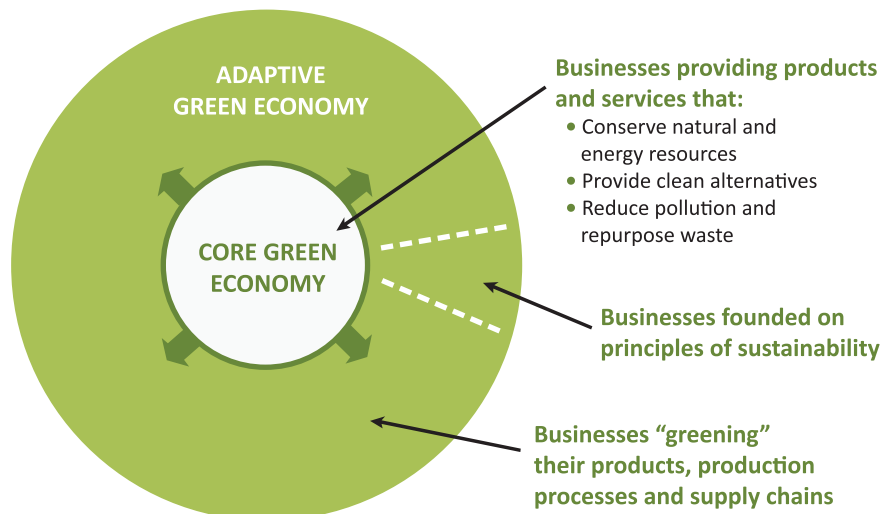 ADAPTIVE
GREEN ECONOMY
CORE GREEN
ECONOMY
Businesses providing products
and services that:
• Conserve natural and
energy resources
• Provide clean alternatives
• Reduce pollution and
repurpose waste
Businesses founded on
principles of sustainability
Businesses “greening”
their products, production
processes and supply chains